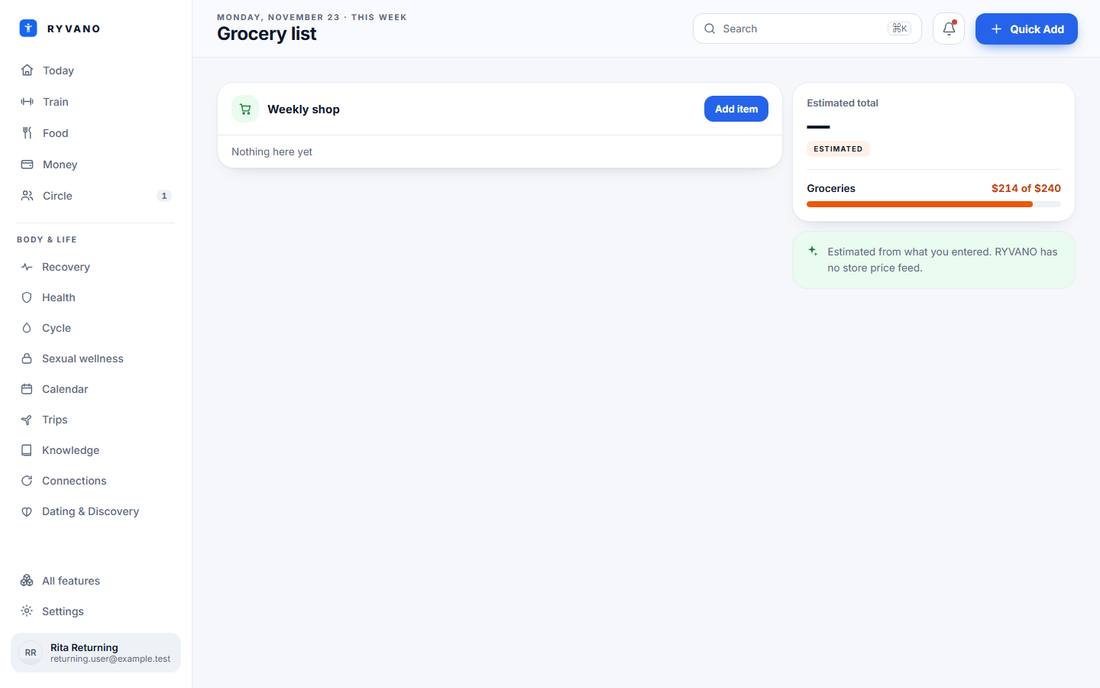 RYVANO
Today
Train
Food
Money
Circle
1
BODY & LIFE
Recovery
Health
Cycle
Sexual wellness
Calendar
Trips
Knowledge
Connections
Dating & Discovery
All features
Settings
RR
Rita Returning
returning.user@example.test
MONDAY, NOVEMBER 23 · THIS WEEK
Grocery list
Search
⌘K
Quick Add
Weekly shop
Add item
Nothing here yet
Estimated total
—
ESTIMATED
Groceries
$214 of $240
Estimated from what you entered. RYVANO has
no store price feed.